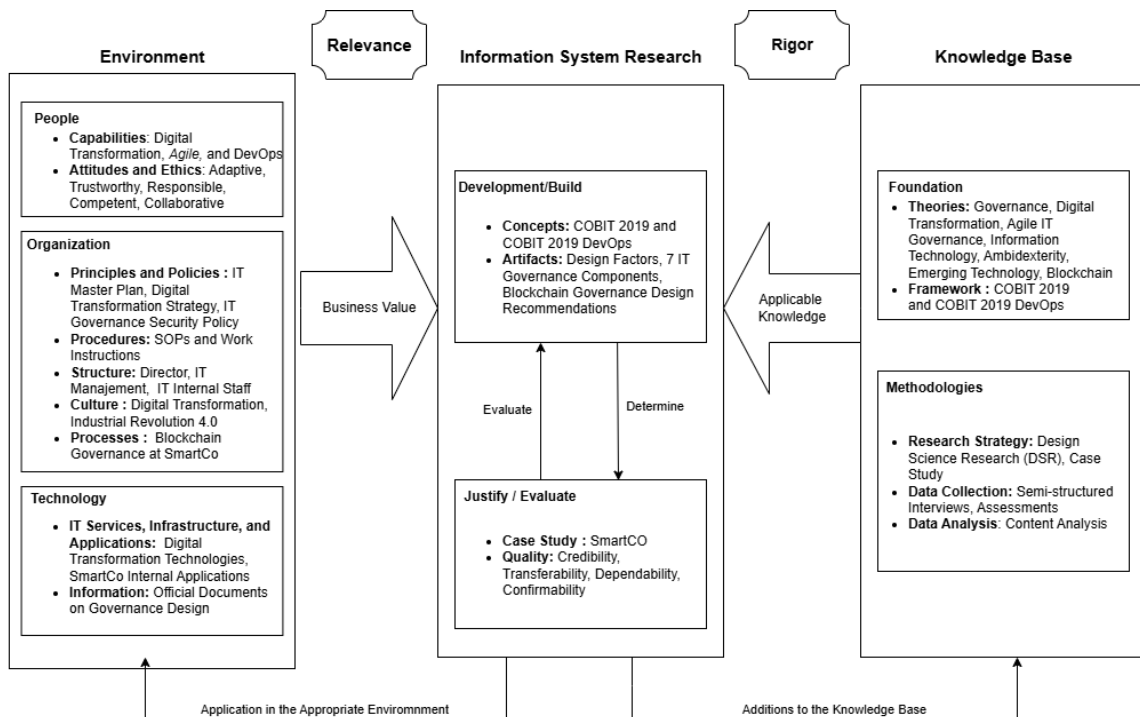 Relevance
Rigor
Environment
Information System Research
Knowledge Base
People
• Capabilities: Digital
Transformation, Agile, and DevOps
• Attitudes and Ethics: Adaptive,
Trustworthy, Responsible,
Competent, Collaborative
Organization
• Principles and Policies : IT
Master Plan, Digital
Transformation Strategy, IT
Governance Security Policy
• Procedures: SOPs and Work
Instructions
• Structure: Director, IT
Manajement, IT Internal Staff
• Culture : Digital Transformation,
Industrial Revolution 4.0
• Processes : Blockchain
Governance at SmartCo
Technology
• IT Services, Infrastructure, and
Applications: Digital
Transformation Technologies,
SmartCo Internal Applications
• Information: Official Documents
on Governance Design
Business Value
Development/Build
• Concepts: COBIT 2019 and
COBIT 2019 DevOps
• Artifacts: Design Factors, 7 IT
Governance Components,
Blockchain Governance Design
Recommendations
Evaluate
Determine
Justify / Evaluate
• Case Study : SmartCO
• Quality: Credibility,
Transferability, Dependability,
Confirmability
Applicable
Knowledge
Foundation
• Theories: Governance, Digital
Transformation, Agile IT
Governance, Information
Technology, Ambidexterity,
Emerging Technology, Blockchain
• Framework : COBIT 2019
and COBIT 2019 DevOps
Methodologies
• Research Strategy: Design
Science Research (DSR), Case
Study
• Data Collection: Semi-structured
Interviews, Assessments
• Data Analysis: Content Analysis
Application in the Appropriate Enviromnment
Additions to the Knowledge Base